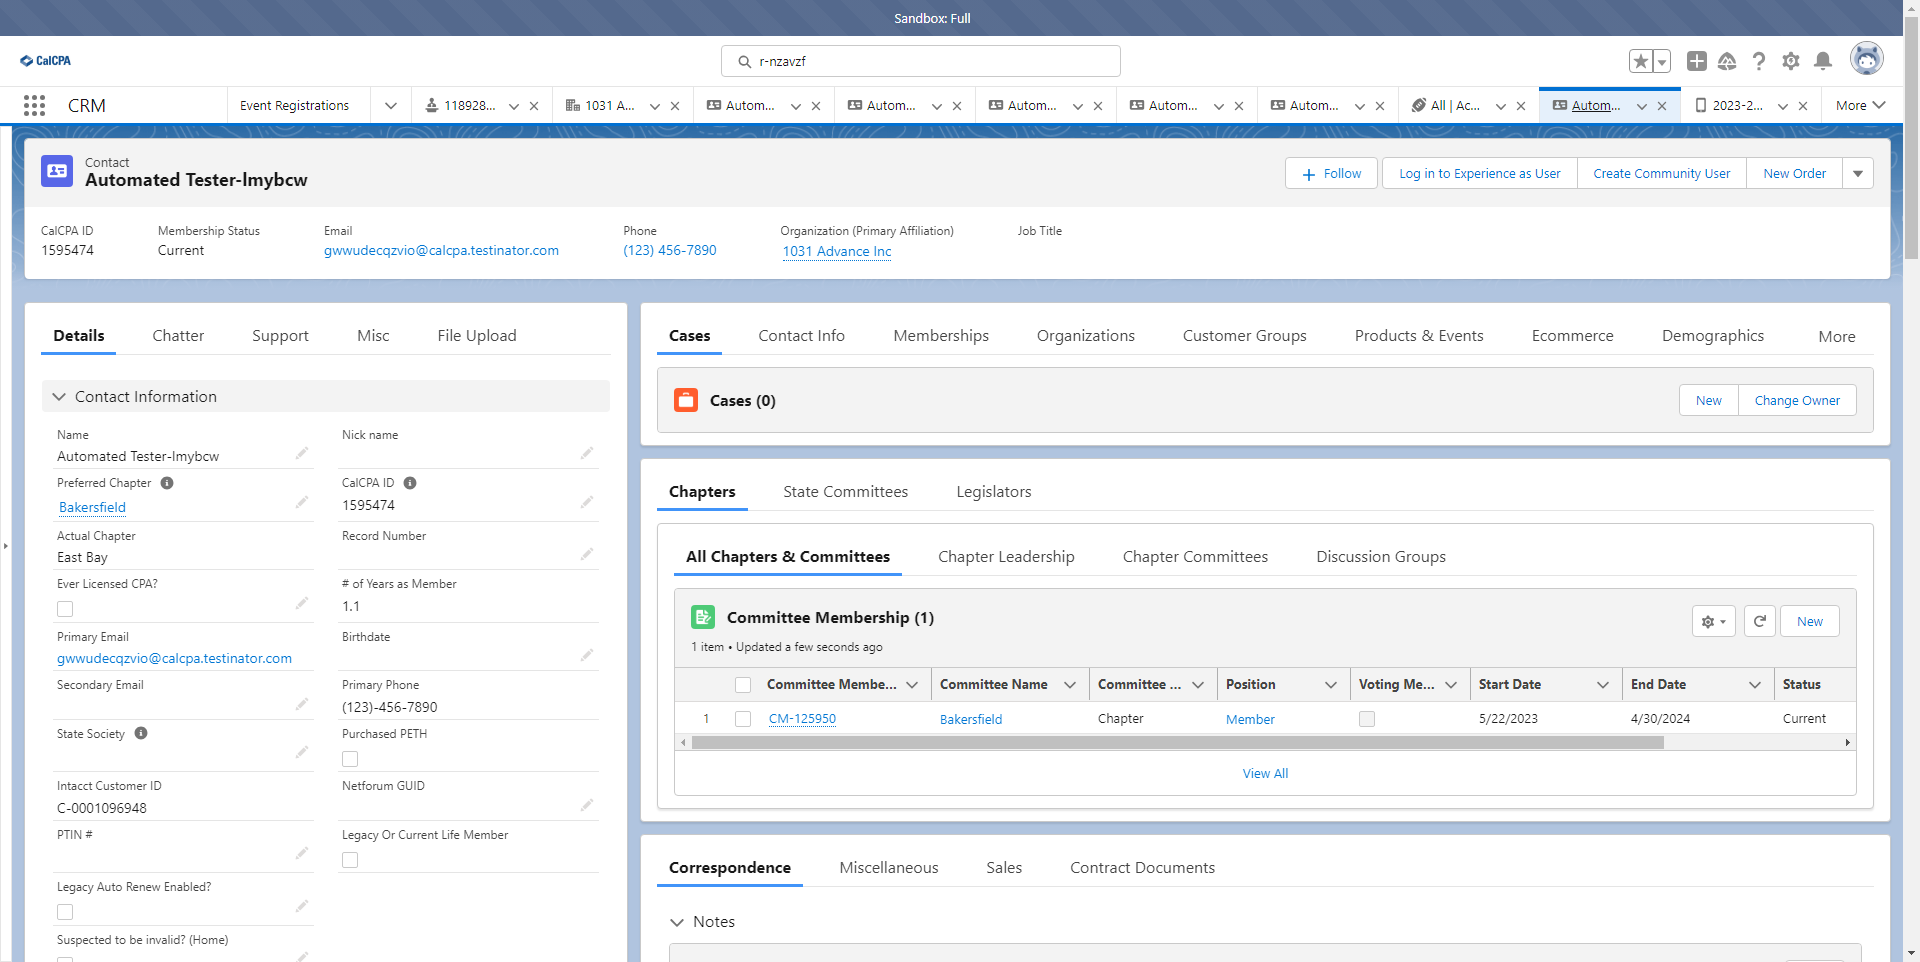 Sandbox: Full
CalCPA
r-nzavzf
CRM
Event Registrations
118928...
1031 A...
Autom...
Autom...
Autom...
Autom...
Autom...
All | Ac...
Autom...
2023-2...
More
Contact
Automated Tester-lmybcw
Follow
Log in to Experience as User
Create Community User
New Order
CalCPA ID
Membership Status
Email
Phone
Organization (Primary Affiliation)
Job Title
1595474
Current
gwwudecqzvio@calcpa.testinator.com
(123) 456-7890
1031 Advance Inc
Details
Chatter
Support
Misc
File Upload
Contact Information
Name
Automated Tester-lmybcw
Nick name
Preferred Chapter
Bakersfield
CalCPA ID
1595474
Actual Chapter
East Bay
Record Number
Ever Licensed CPA?
# of Years as Member
1.1
Primary Email
gwwudecqzvio@calcpa.testinator.com
Birthdate
Secondary Email
Primary Phone
(123)-456-7890
State Society
Purchased PETH
Intacct Customer ID
C-0001096948
Netforum GUID
PTIN #
Legacy Or Current Life Member
Legacy Auto Renew Enabled?
Suspected to be invalid? (Home)
Cases
Contact Info
Memberships
Organizations
Customer Groups
Products & Events
Ecommerce
Demographics
More
Cases (0)
New
Change Owner
Chapters
State Committees
Legislators
All Chapters & Committees
Chapter Leadership
Chapter Committees
Discussion Groups
Committee Membership (1)
1 item • Updated a few seconds ago
New
Committee Membe...
Committee Name
Committee ...
Position
Voting Me...
Start Date
End Date
Status
1
CM-125950
Bakersfield
Chapter
Member
5/22/2023
4/30/2024
Current
View All
Correspondence
Miscellaneous
Sales
Contract Documents
Notes